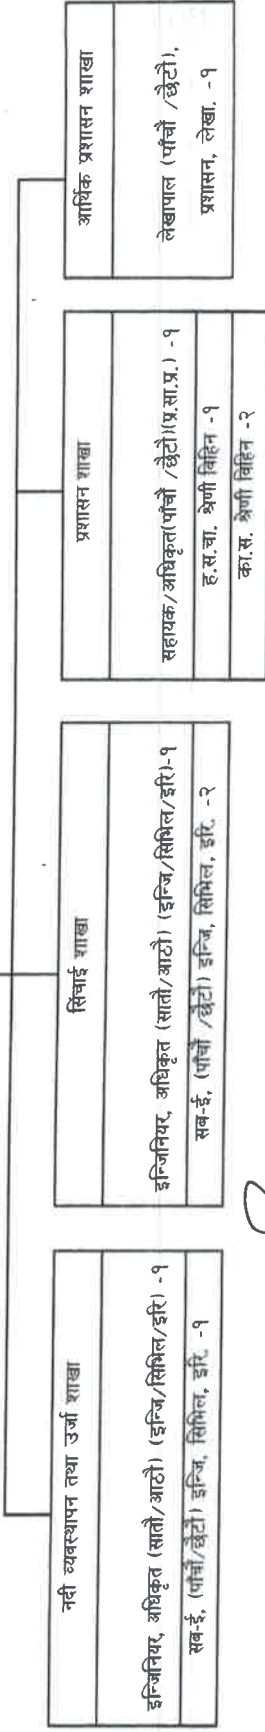 नदी व्यवस्थापन तथा उर्जा शाखा
इन्जिनियर, अधिकृत (सातौ/आठौ) (इन्जि/सिभिल/इरि) -१
सब-ई, (पाँचौ/छैटौ) इन्जि, सिभिल, इरि. -१
सिंचाई शाखा
इन्जिनियर, अधिकृत (सातौ/आठौ) (इन्जि/सिभिल/इरि)-१
सब-ई, (पाँचौ /छैटौ) इन्जि, सिभिल, इरि. -२
प्रशासन शाखा
सहायक/अधिकृत(पाँचौ /छैटौ)(प्र.सा.प्र.) -१
ह.स.चा. श्रेणी विहिन -१
का.स. श्रेणी विहिन -२
आर्थिक प्रशासन शाखा
लेखापाल (पाँचौ /छैटौ),
प्रशासन, लेखा. -१